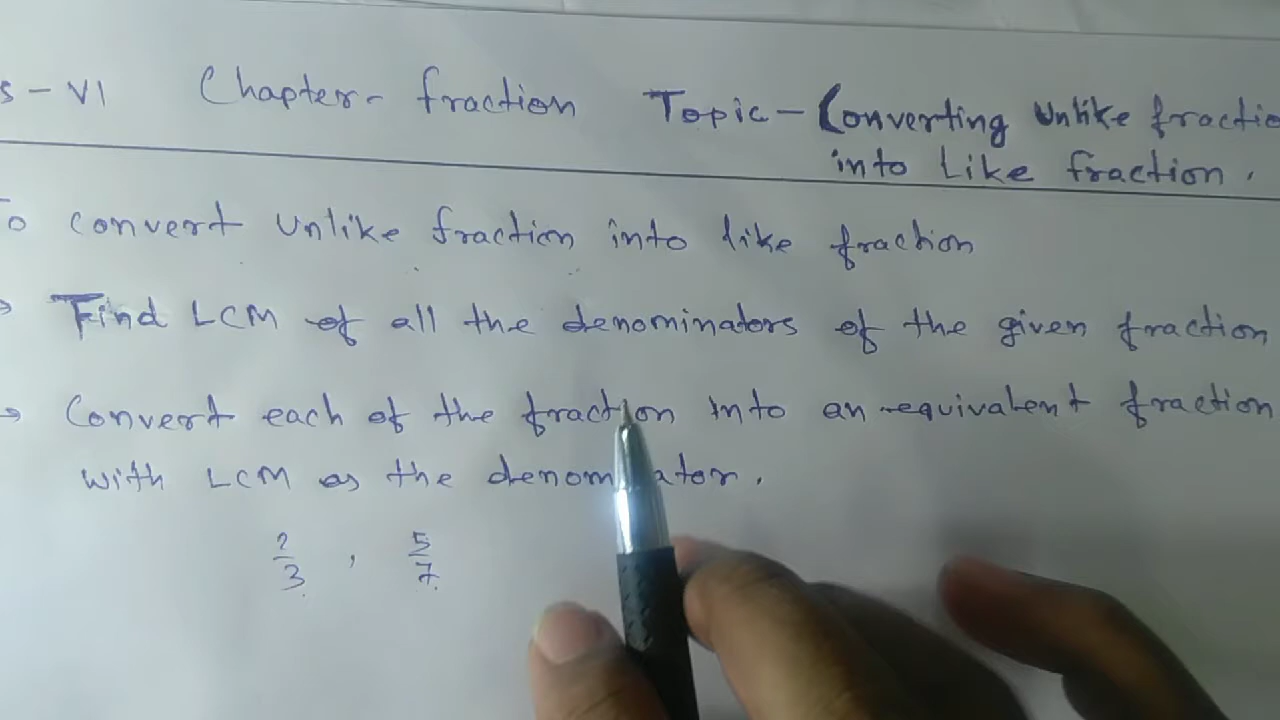 s - VI Chapter - fraction Topic - Converting Unlike fractio
into Like fraction.
To convert Unlike fraction into like fraction
→ Find LCM of all the denominators of the given fraction
→ Convert each of the fraction into an equivalent fraction
with LCM as the denominator.
2/3 , 5/7